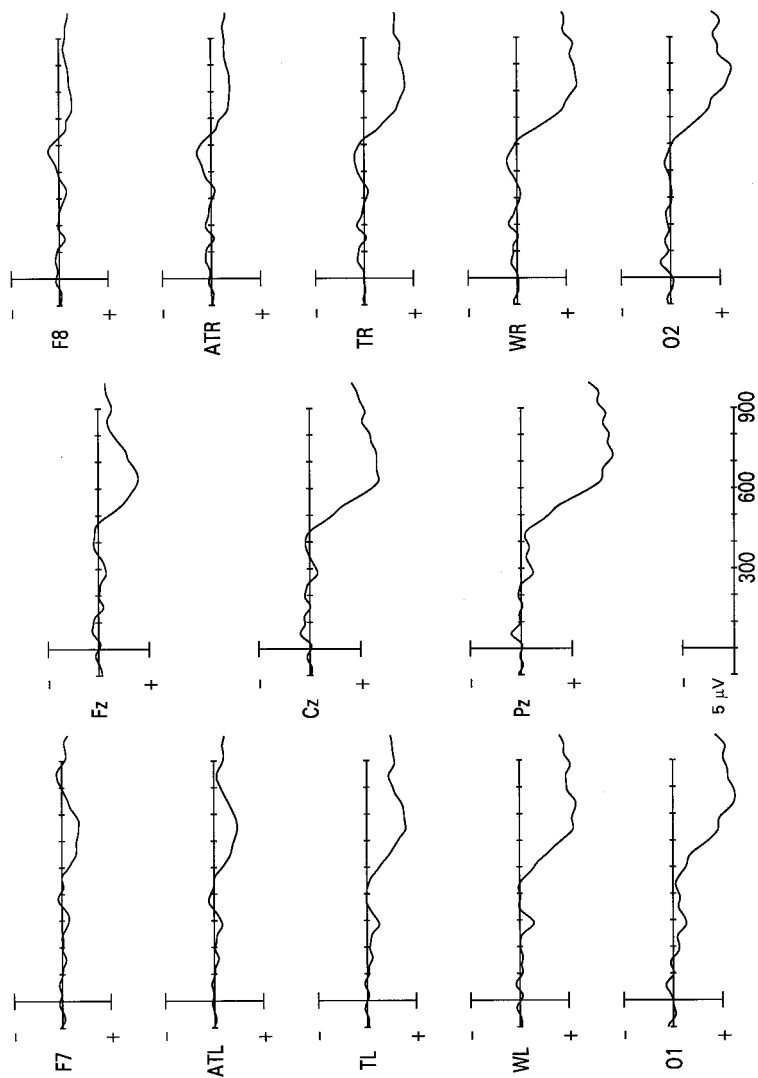 -
F7
+
-
Fz
+
-
F8
+
-
ATL
+
-
Cz
+
-
ATR
+
-
TL
+
-
TR
+
-
WL
+
-
Pz
+
-
WR
+
-
O1
+
-
O2
+
-
5 µV
300 600 900